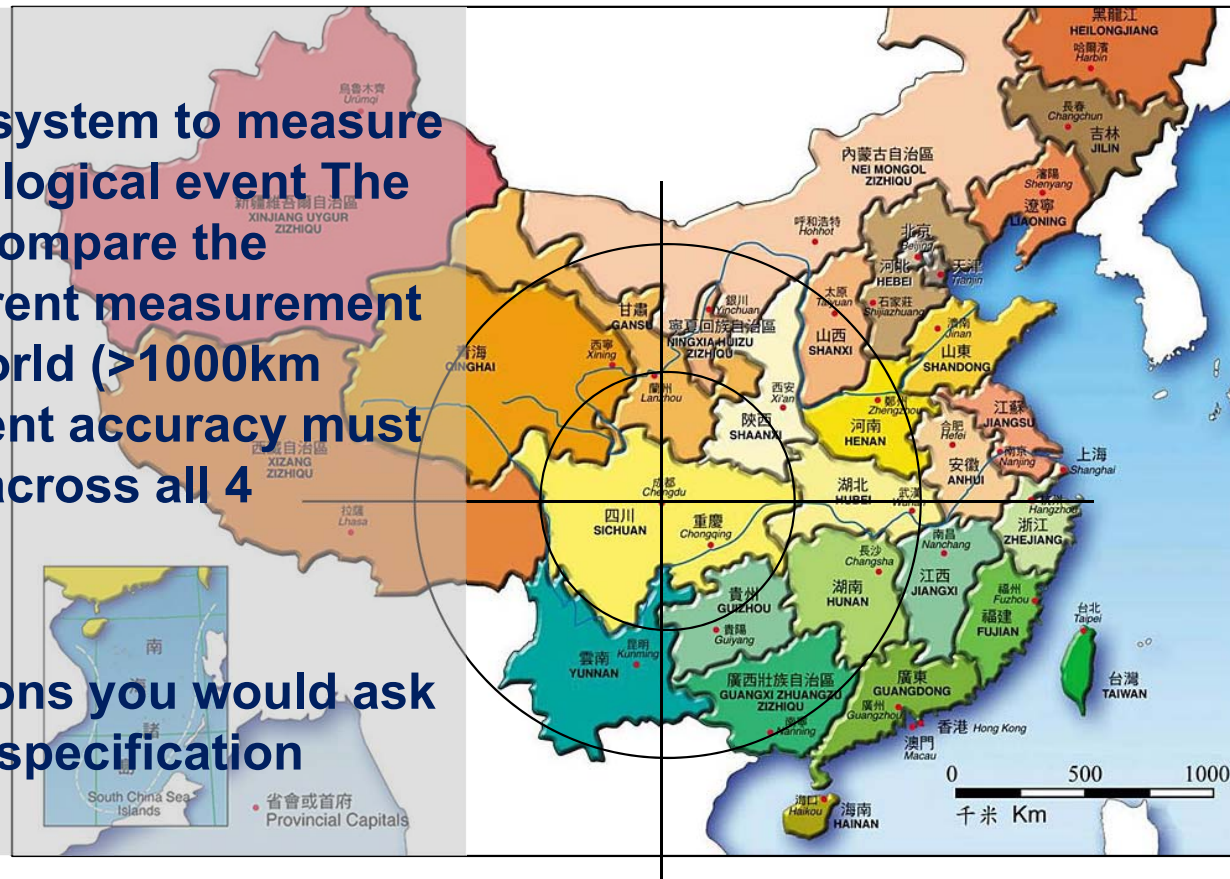 system to measure
logical event The
ompare the
rent measurement
orld (>1000km
ent accuracy must
across all 4
ons you would ask
specification
黑龍江
HEILONGJIANG
哈爾濱
Harbin
長春
Changchun
吉林
JILIN
瀋陽
Shenyang
遼寧
LIAONING
內蒙古自治區
NEI MONGOL
ZIZHIQU
呼和浩特
Hohhot
北京
Beijing
天津
Tianjin
河北
HEBEI
石家莊
Shijiazhuang
太原
Taiyuan
山西
SHANXI
濟南
Jinan
山東
SHANDONG
烏魯木齊
Urümqi
新疆維吾爾自治區
XINJIANG UYGUR
ZIZHIQU
甘肅
GANSU
銀川
Yinchuan
寧夏回族自治區
NINGXIA HUIZU
ZIZHIQU
青海
QINGHAI
西寧
Xining
蘭州
Lanzhou
西安
Xi'an
陝西
SHAANXI
鄭州
Zhengzhou
河南
HENAN
江蘇
JIANGSU
合肥
Hefei
南京
Nanjing
安徽
ANHUI
上海
Shanghai
西藏自治區
XIZANG
ZIZHIQU
拉薩
Lhasa
成都
Chengdu
四川
SICHUAN
重慶
Chongqing
湖北
HUBEI
武漢
Wuhan
杭州
Hangzhou
浙江
ZHEJIANG
長沙
Changsha
湖南
HUNAN
南昌
Nanchang
江西
JIANGXI
貴州
GUIZHOU
貴陽
Guiyang
福州
Fuzhou
福建
FUJIAN
台北
Taipei
台灣
TAIWAN
雲南
YUNNAN
昆明
Kunming
廣西壯族自治區
GUANGXI ZHUANGZU
ZIZHIQU
南寧
Nanning
廣東
GUANGDONG
廣州
Guangzhou
香港 Hong Kong
澳門
Macau
海口
Haikou
海南
HAINAN
南
海
諸
島
South China Sea
Islands
省會或首府
Provincial Capitals
0 500 1000
千米 Km